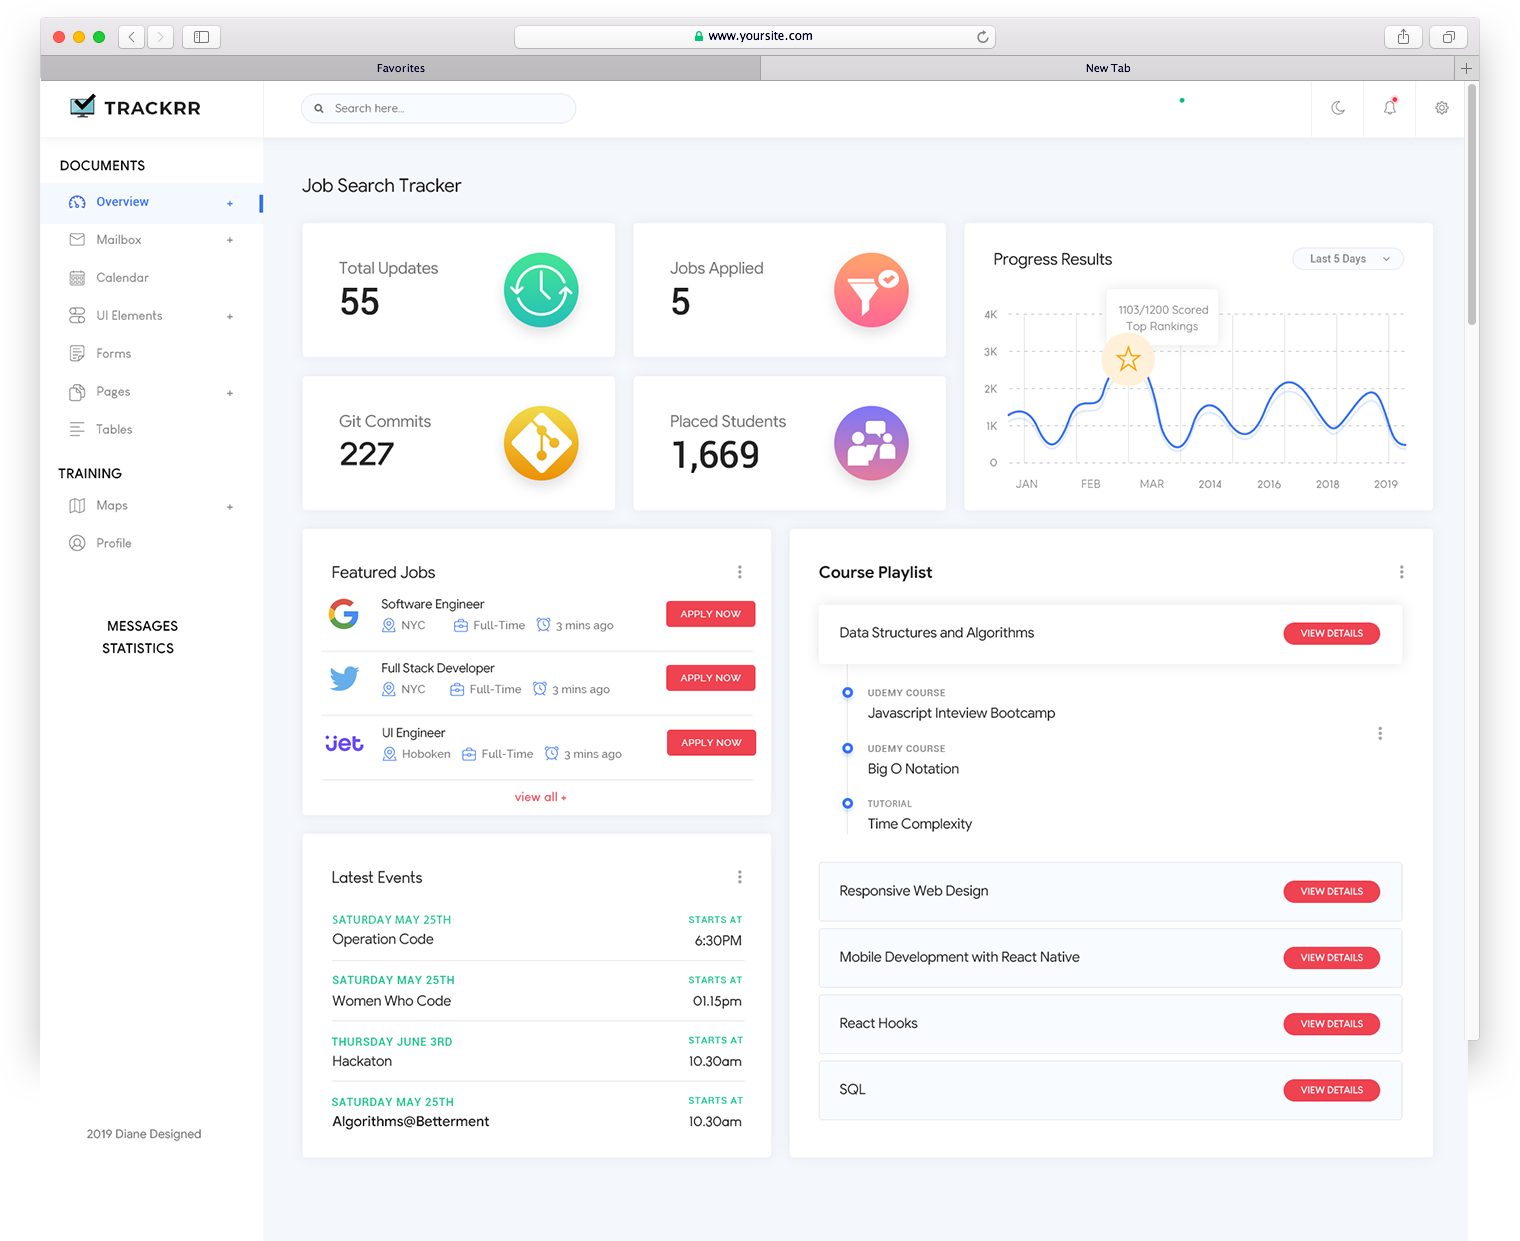 www.yoursite.com
Favorites
New Tab
TRACKRR
Search here...
DOCUMENTS
Overview +
Mailbox +
Calendar
UI Elements +
Forms
Pages +
Tables
TRAINING
Maps +
Profile
MESSAGES
STATISTICS
2019 Diane Designed
Job Search Tracker
Total Updates
55
Jobs Applied
5
Git Commits
227
Placed Students
1,669
Progress Results
Last 5 Days
1103/1200 Scored
Top Rankings
4K
3K
2K
1K
0
JAN FEB MAR 2014 2016 2018 2019
Featured Jobs
Software Engineer
NYC Full-Time 3 mins ago
APPLY NOW
Full Stack Developer
NYC Full-Time 3 mins ago
APPLY NOW
jet
UI Engineer
Hoboken Full-Time 3 mins ago
APPLY NOW
view all +
Latest Events
SATURDAY MAY 25TH STARTS AT
Operation Code 6:30PM
SATURDAY MAY 25TH STARTS AT
Women Who Code 01.15pm
THURSDAY JUNE 3RD STARTS AT
Hackaton 10.30am
SATURDAY MAY 25TH STARTS AT
Algorithms@Betterment 10.30am
Course Playlist
Data Structures and Algorithms VIEW DETAILS
UDEMY COURSE
Javascript Inteview Bootcamp
UDEMY COURSE
Big O Notation
TUTORIAL
Time Complexity
Responsive Web Design VIEW DETAILS
Mobile Development with React Native VIEW DETAILS
React Hooks VIEW DETAILS
SQL VIEW DETAILS